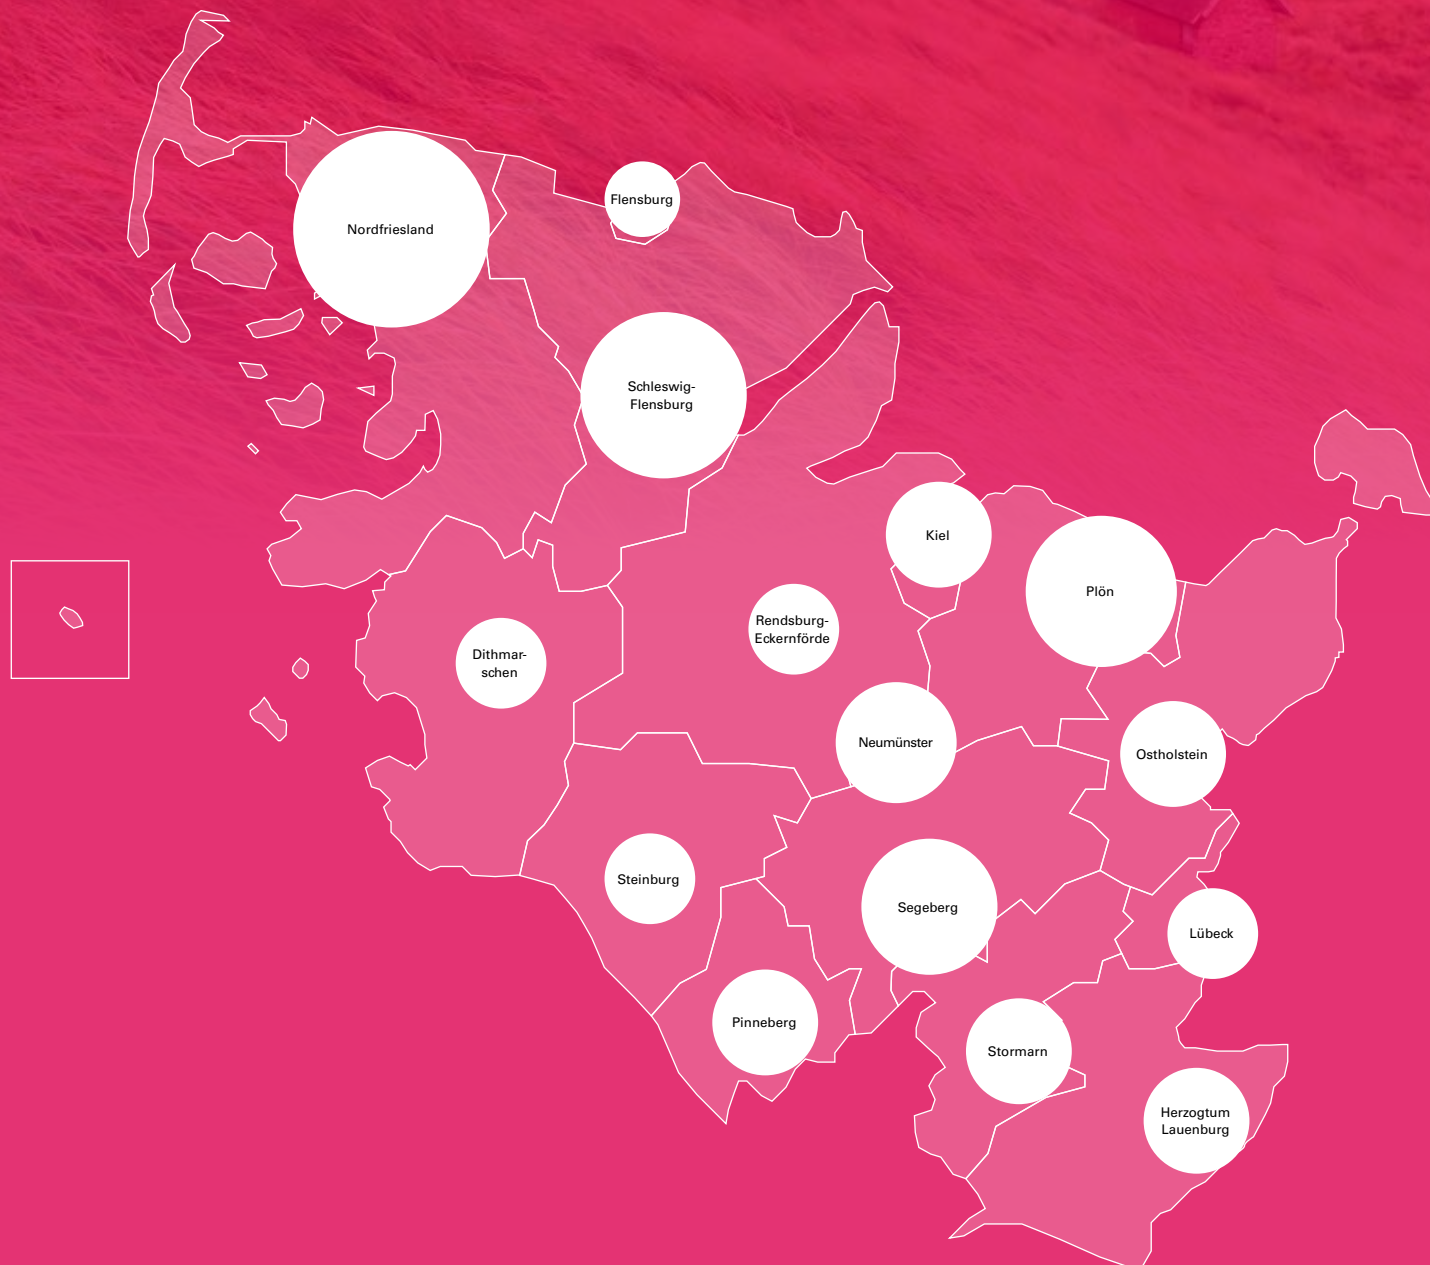 Flensburg
Nordfriesland
Schleswig-
Flensburg
Kiel
Plön
Rendsburg-
Eckernförde
Dithmar-
schen
Neumünster
Ostholstein
Steinburg
Segeberg
Lübeck
Pinneberg
Stormarn
Herzogtum
Lauenburg